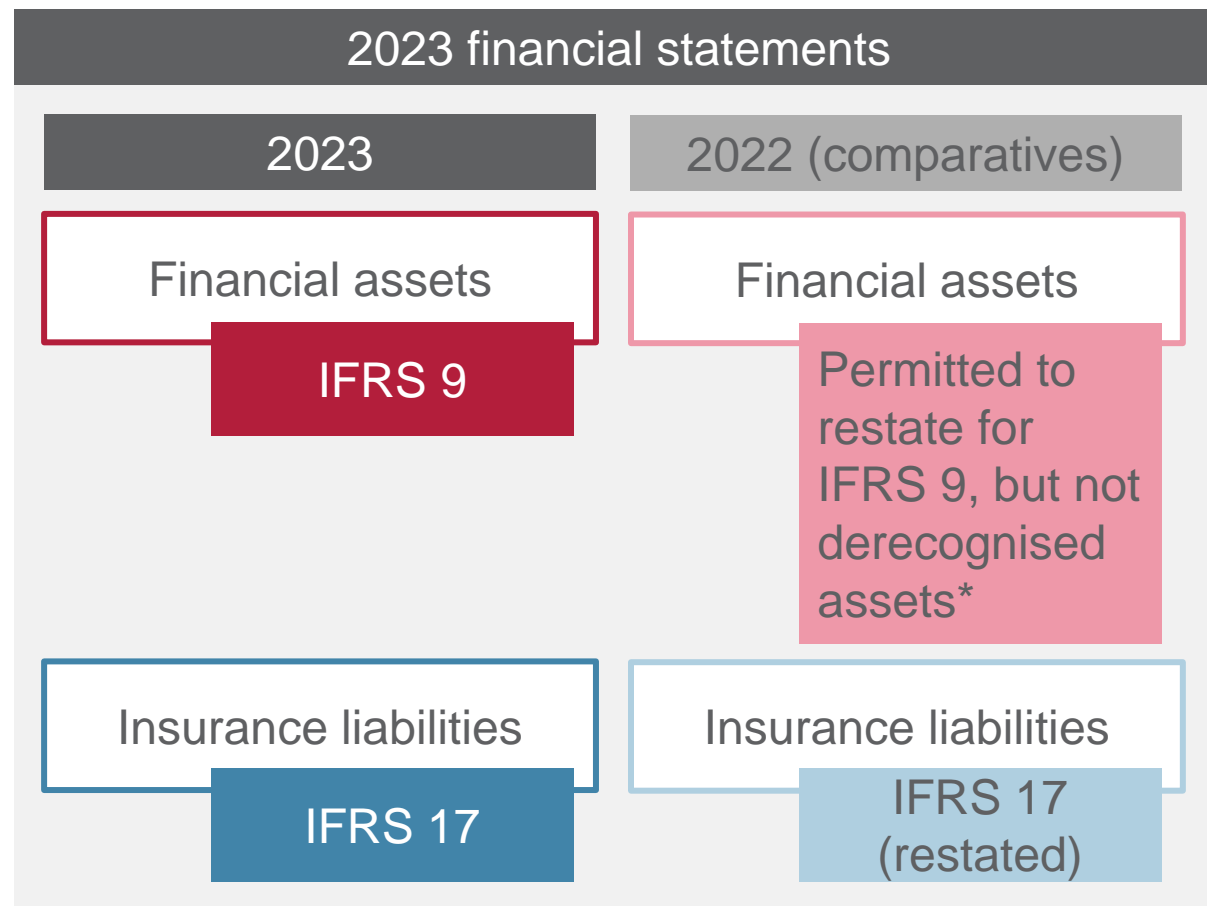 2023 financial statements
2023
2022 (comparatives)
Financial assets
IFRS 9
Financial assets
Permitted to
restate for
IFRS 9, but not
derecognised
assets*
Insurance liabilities
IFRS 17
Insurance liabilities
IFRS 17
(restated)